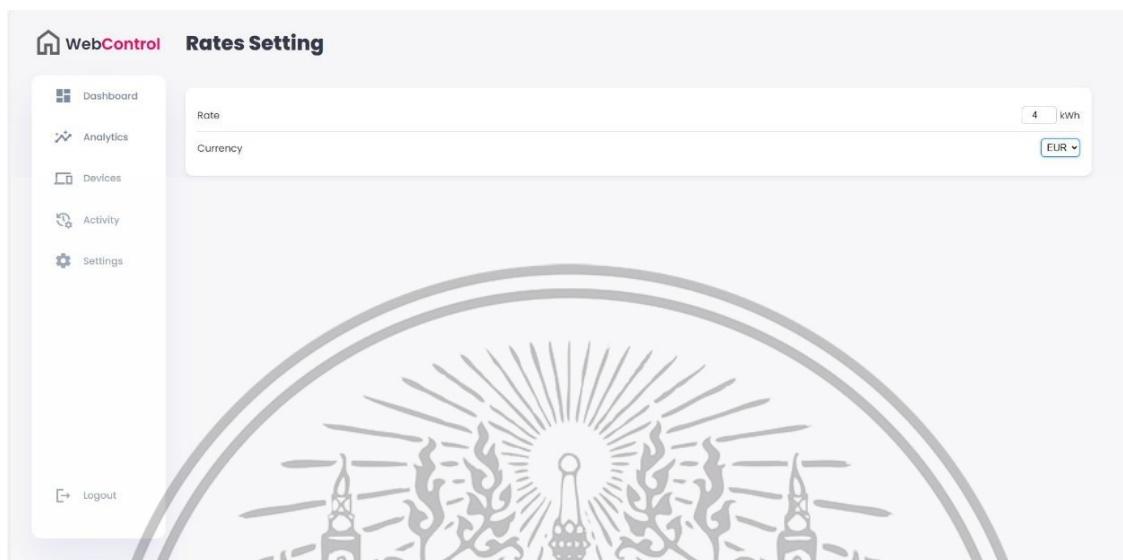 WebControl
Rates Setting
Dashboard
Analytics
Devices
Activity
Settings
Logout
Rate 4 kWh
Currency EUR